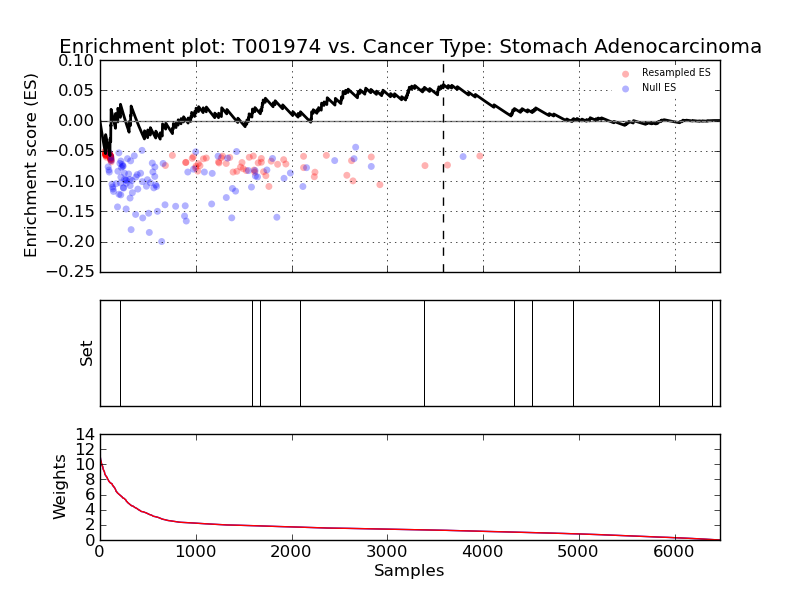 Enrichment plot: T001974 vs. Cancer Type: Stomach Adenocarcinoma
0.10
0.05
0.00
−0.05
−0.10
−0.15
−0.20
−0.25
Enrichment score (ES)
Resampled ES
Null ES
Set
14
12
10
8
6
4
2
0
Weights
0 1000 2000 3000 4000 5000 6000
Samples